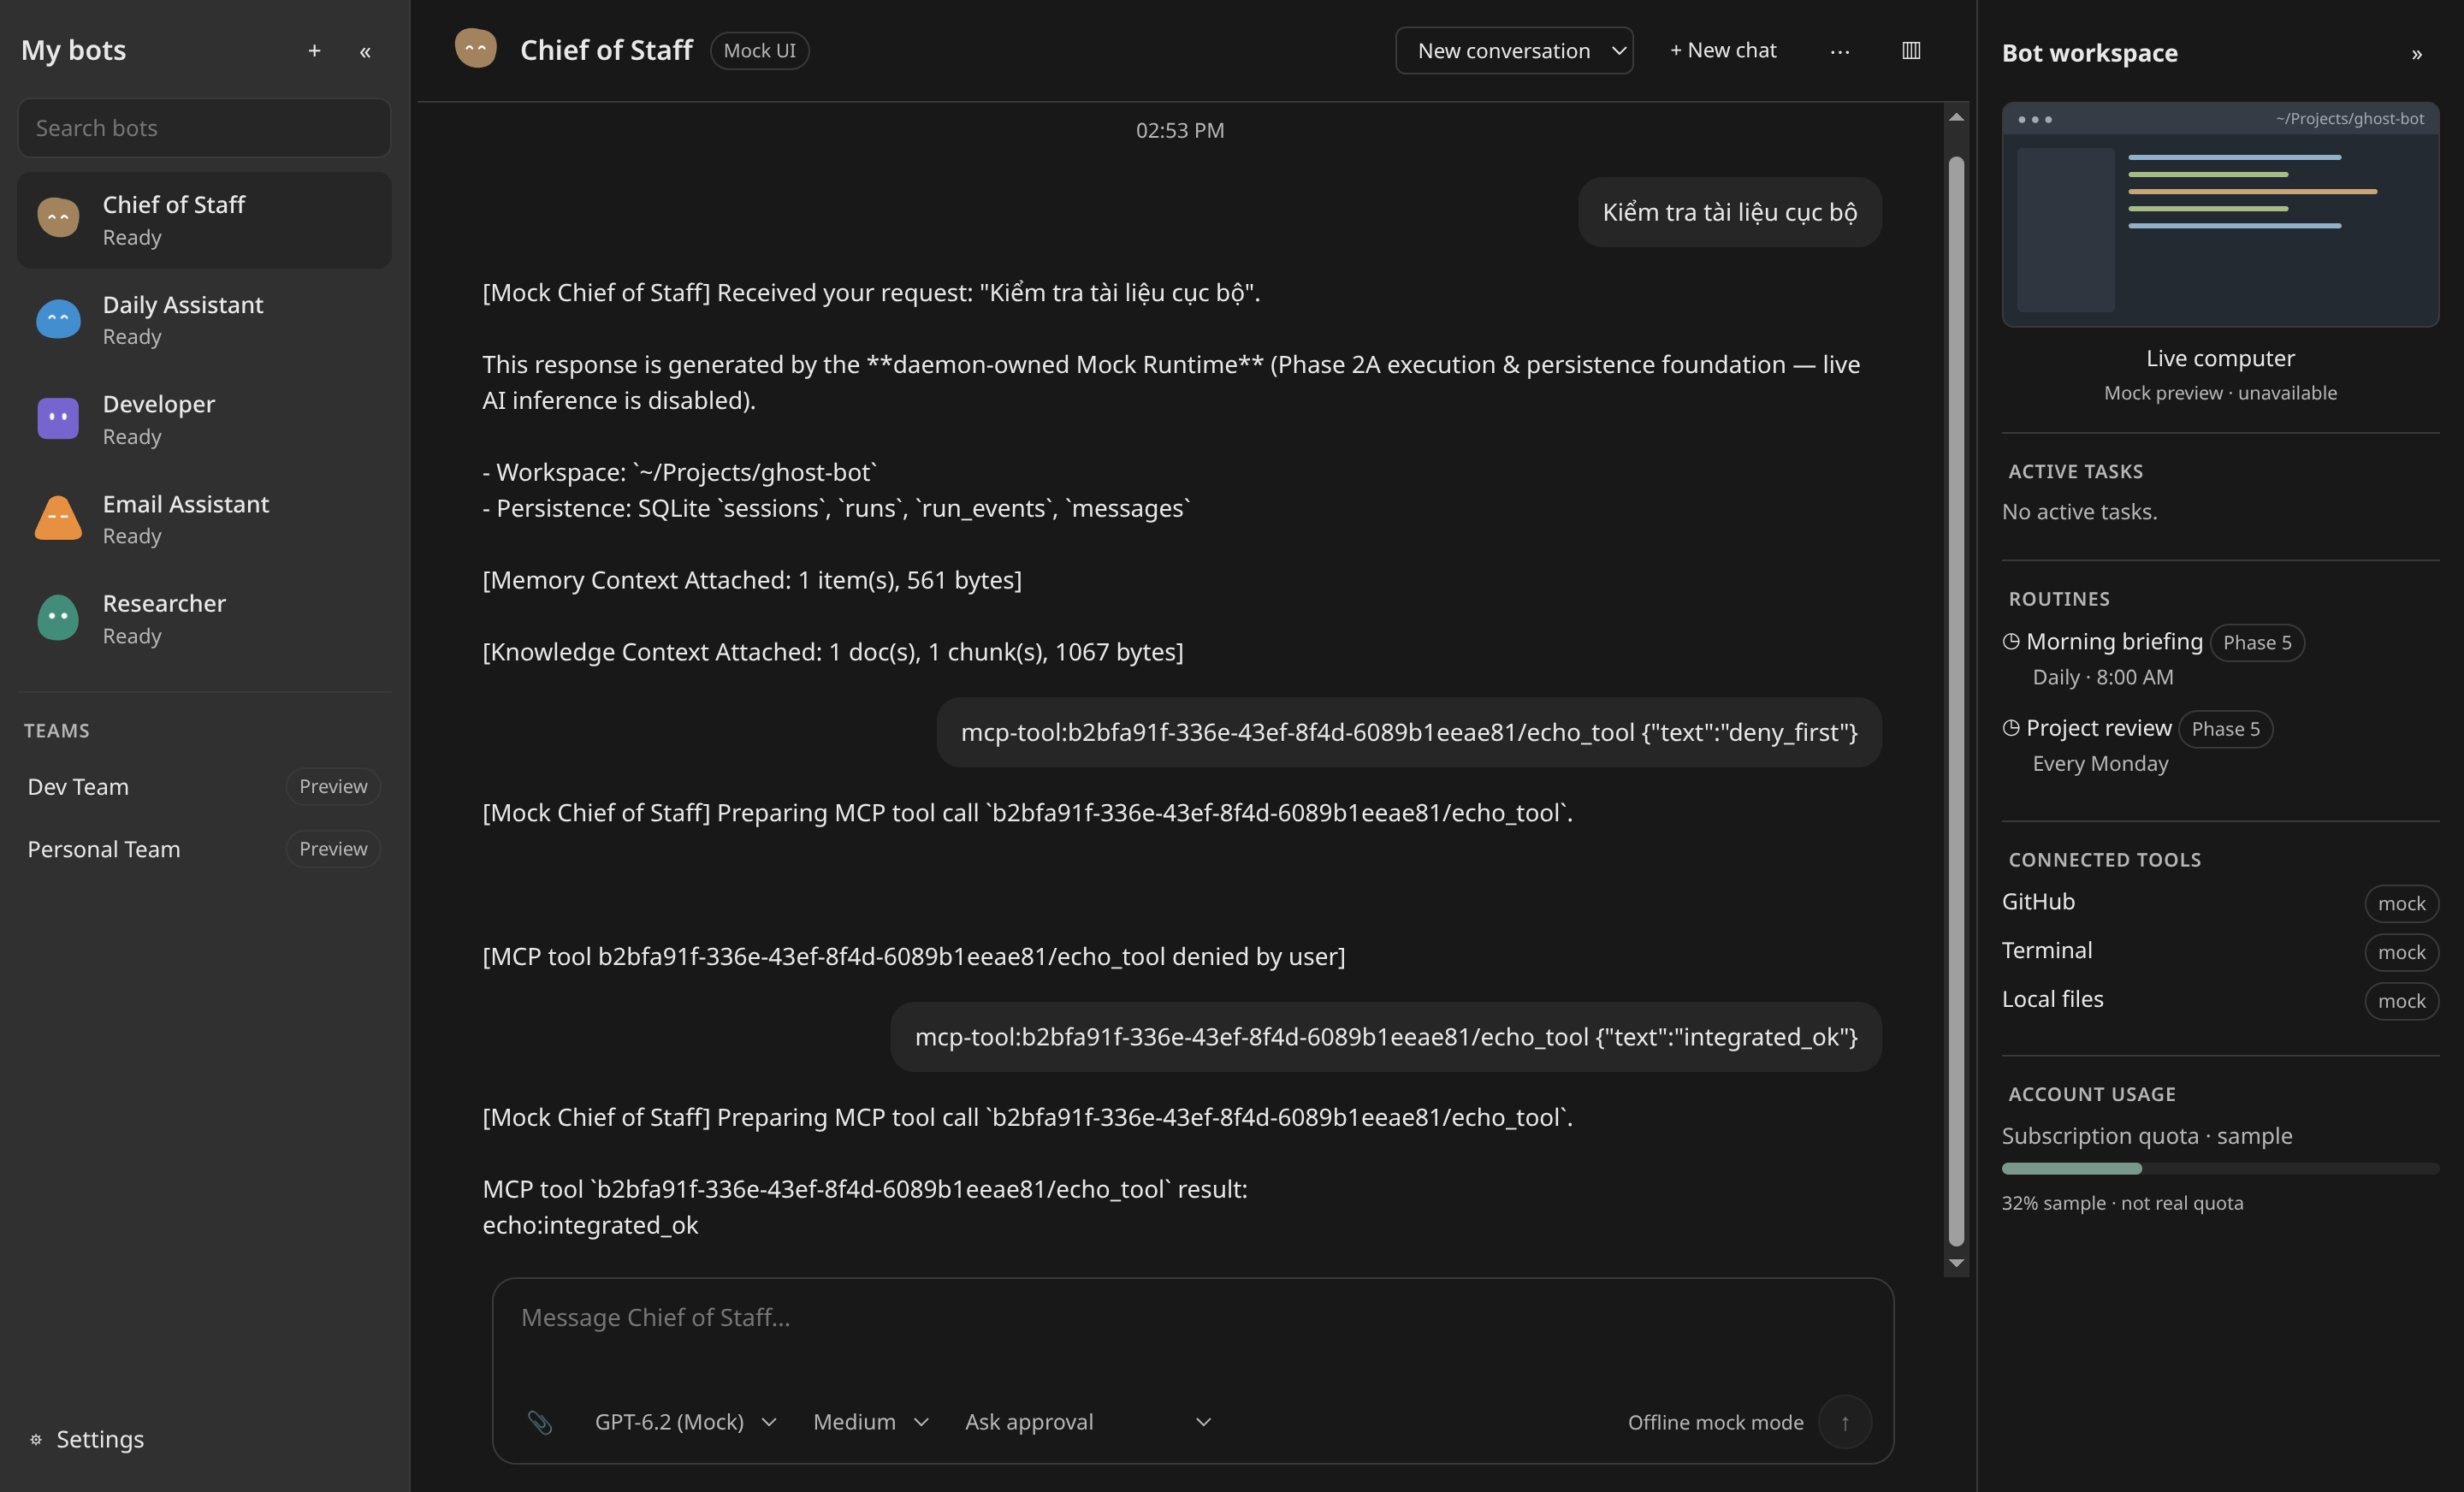 My bots
+
«
Search bots
Chief of Staff
Ready
Daily Assistant
Ready
Developer
Ready
Email Assistant
Ready
Researcher
Ready
TEAMS
Dev Team
Preview
Personal Team
Preview
Settings
Chief of Staff
Mock UI
New conversation
+ New chat
...
02:53 PM
Kiểm tra tài liệu cục bộ
[Mock Chief of Staff] Received your request: "Kiểm tra tài liệu cục bộ".
This response is generated by the **daemon-owned Mock Runtime** (Phase 2A execution & persistence foundation — live
AI inference is disabled).
- Workspace: `~/Projects/ghost-bot`
- Persistence: SQLite `sessions`, `runs`, `run_events`, `messages`
[Memory Context Attached: 1 item(s), 561 bytes]
[Knowledge Context Attached: 1 doc(s), 1 chunk(s), 1067 bytes]
mcp-tool:b2bfa91f-336e-43ef-8f4d-6089b1eeae81/echo_tool {"text":"deny_first"}
[Mock Chief of Staff] Preparing MCP tool call `b2bfa91f-336e-43ef-8f4d-6089b1eeae81/echo_tool`.
[MCP tool b2bfa91f-336e-43ef-8f4d-6089b1eeae81/echo_tool denied by user]
mcp-tool:b2bfa91f-336e-43ef-8f4d-6089b1eeae81/echo_tool {"text":"integrated_ok"}
[Mock Chief of Staff] Preparing MCP tool call `b2bfa91f-336e-43ef-8f4d-6089b1eeae81/echo_tool`.
MCP tool `b2bfa91f-336e-43ef-8f4d-6089b1eeae81/echo_tool` result:
echo:integrated_ok
Message Chief of Staff...
GPT-6.2 (Mock)
Medium
Ask approval
Offline mock mode
↑
Bot workspace
»
~/Projects/ghost-bot
Live computer
Mock preview · unavailable
ACTIVE TASKS
No active tasks.
ROUTINES
Morning briefing
Phase 5
Daily · 8:00 AM
Project review
Phase 5
Every Monday
CONNECTED TOOLS
GitHub
mock
Terminal
mock
Local files
mock
ACCOUNT USAGE
Subscription quota · sample
32% sample · not real quota